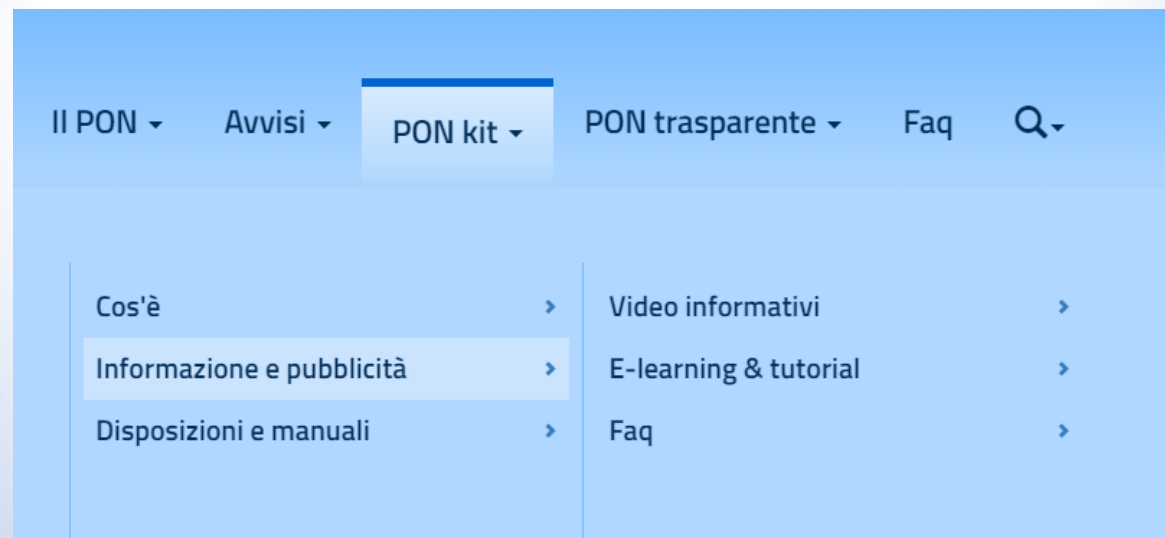 Il PON Avvisi PON kit PON trasparente Faq
Cos'è
Informazione e pubblicità
Disposizioni e manuali
Video informativi
E-learning & tutorial
Faq